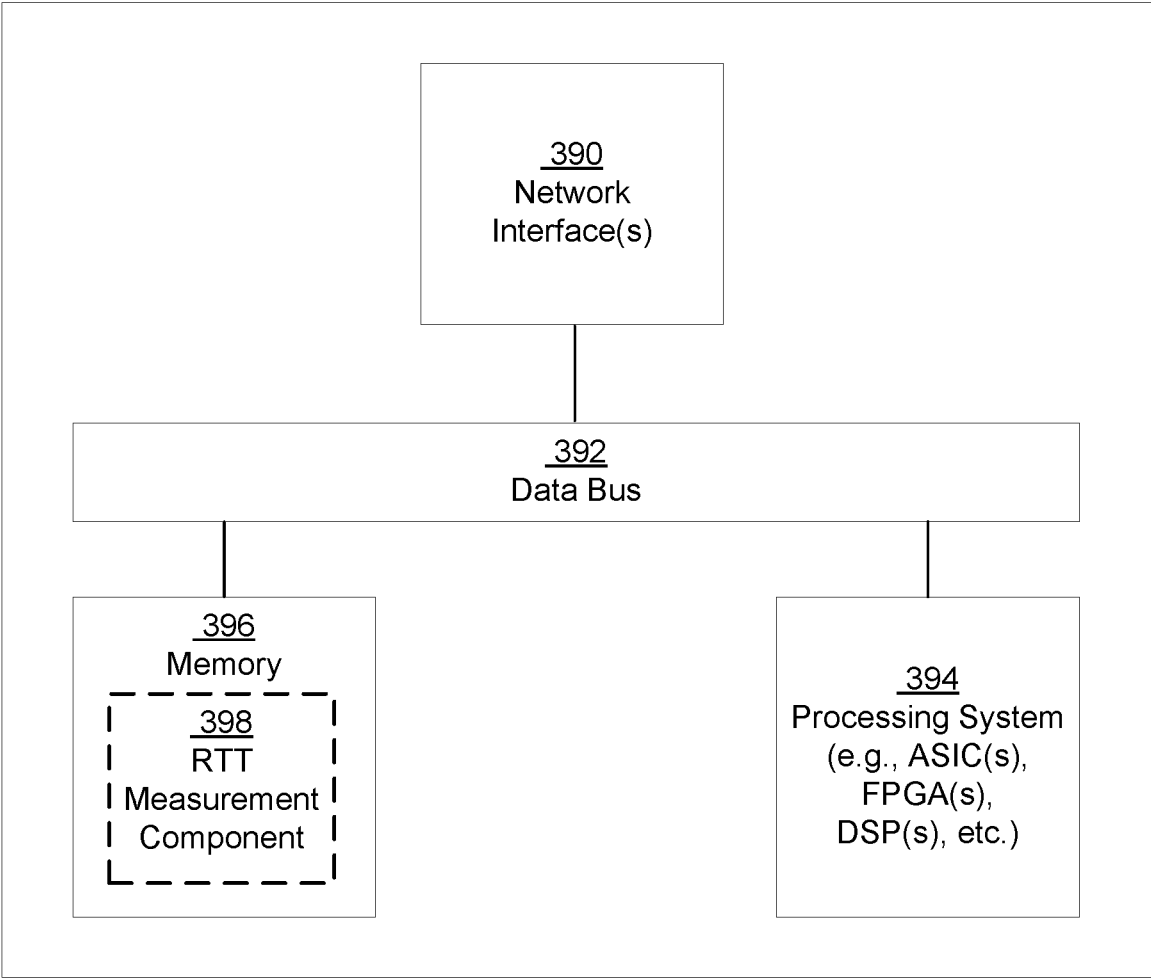 390
Network
Interface(s)
392
Data Bus
396
Memory
398
RTT
Measurement
Component
394
Processing System
(e.g., ASIC(s),
FPGA(s),
DSP(s), etc.)